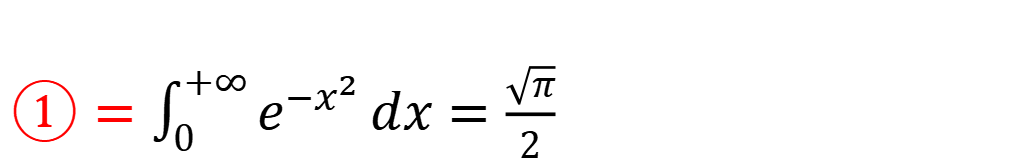 ① = ∫₀^{+∞} e^{-x²} dx = √π/2